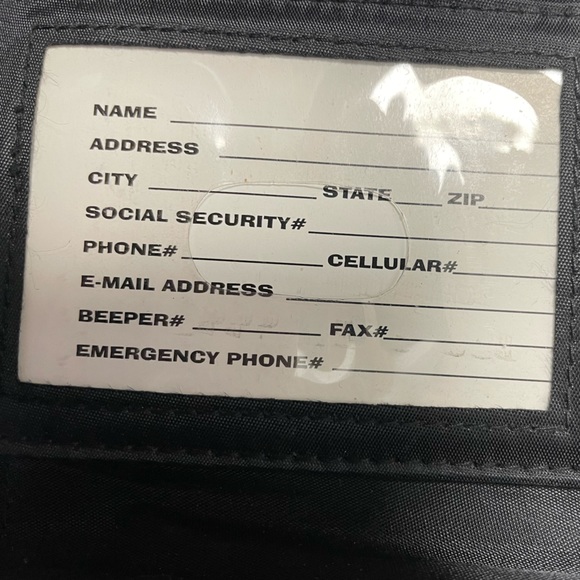 NAME
ADDRESS
CITY STATE ZIP
SOCIAL SECURITY#
PHONE# CELLULAR#
E-MAIL ADDRESS
BEEPER# FAX#
EMERGENCY PHONE#